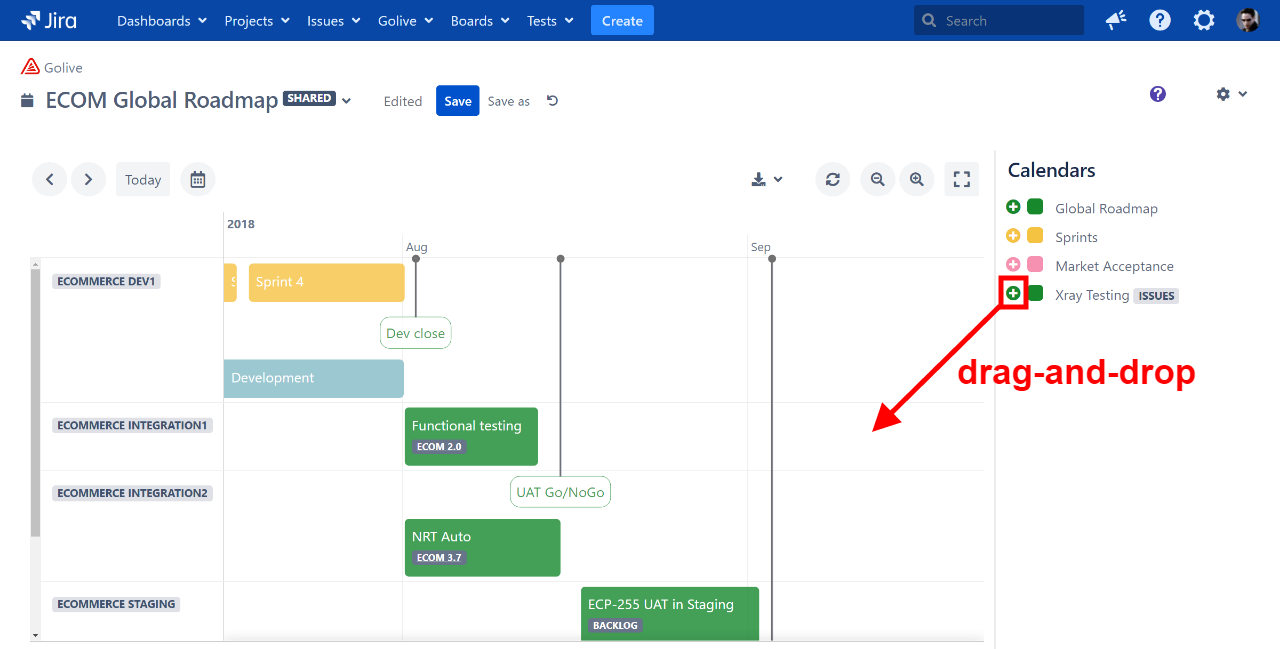 Jira Dashboards Projects Issues Golive Boards Tests Create Search
Golive
ECOM Global Roadmap SHARED Edited Save Save as
Today
Calendars
Global Roadmap
Sprints
Market Acceptance
Xray Testing ISSUES
drag-and-drop
2018
Aug Sep
ECOMMERCE DEV1
S Sprint 4
Dev close
Development
ECOMMERCE INTEGRATION1
Functional testing
ECOM 2.0
ECOMMERCE INTEGRATION2
UAT Go/NoGo
NRT Auto
ECOM 3.7
ECOMMERCE STAGING
ECP-255 UAT in Staging
BACKLOG